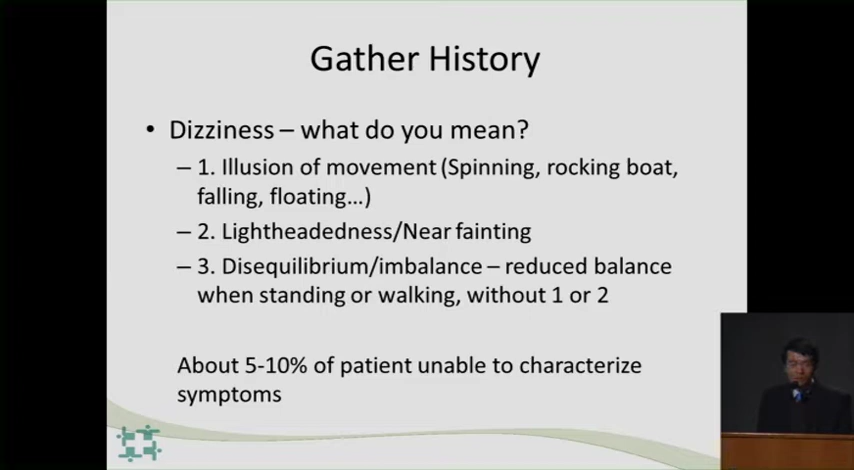 Gather History
• Dizziness – what do you mean?
– 1. Illusion of movement (Spinning, rocking boat,
falling, floating...)
– 2. Lightheadedness/Near fainting
– 3. Disequilibrium/imbalance – reduced balance
when standing or walking, without 1 or 2
About 5-10% of patient unable to characterize
symptoms